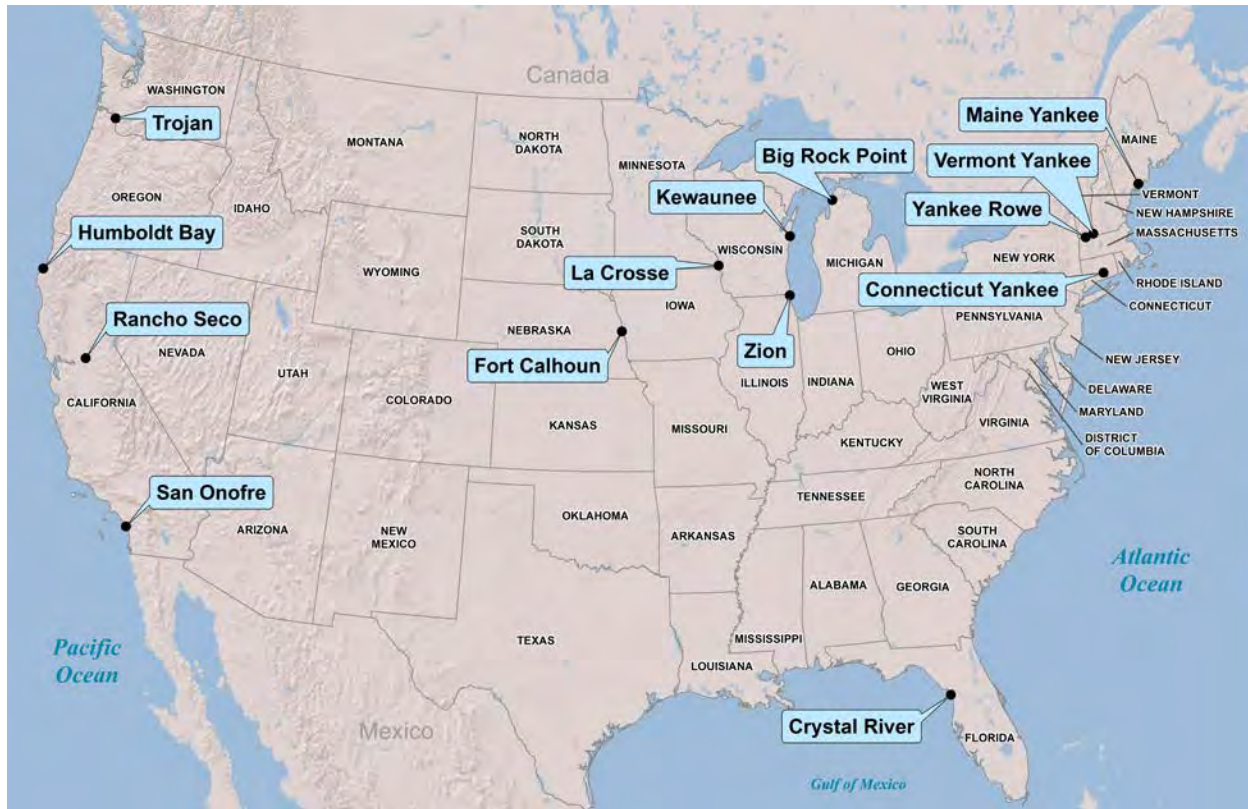 Canada
WASHINGTON
Trojan
MONTANA
NORTH
DAKOTA
MINNESOTA
Big Rock Point
Maine Yankee
MAINE
Vermont Yankee
VERMONT
Yankee Rowe
NEW HAMPSHIRE
MASSACHUSETTS
OREGON
IDAHO
Humboldt Bay
SOUTH
DAKOTA
Kewaunee
WISCONSIN
MICHIGAN
NEW YORK
WYOMING
La Crosse
Connecticut Yankee
RHODE ISLAND
CONNECTICUT
Rancho Seco
NEVADA
UTAH
NEBRASKA
IOWA
Fort Calhoun
Zion
ILLINOIS
INDIANA
OHIO
PENNSYLVANIA
NEW JERSEY
DELAWARE
MARYLAND
DISTRICT
OF COLUMBIA
CALIFORNIA
COLORADO
KANSAS
MISSOURI
KENTUCKY
WEST
VIRGINIA
VIRGINIA
San Onofre
ARIZONA
NEW
MEXICO
OKLAHOMA
ARKANSAS
TENNESSEE
NORTH
CAROLINA
SOUTH
CAROLINA
Atlantic
Ocean
ALABAMA
GEORGIA
Pacific
Ocean
TEXAS
MISSISSIPPI
LOUISIANA
Mexico
Crystal River
FLORIDA
Gulf of Mexico